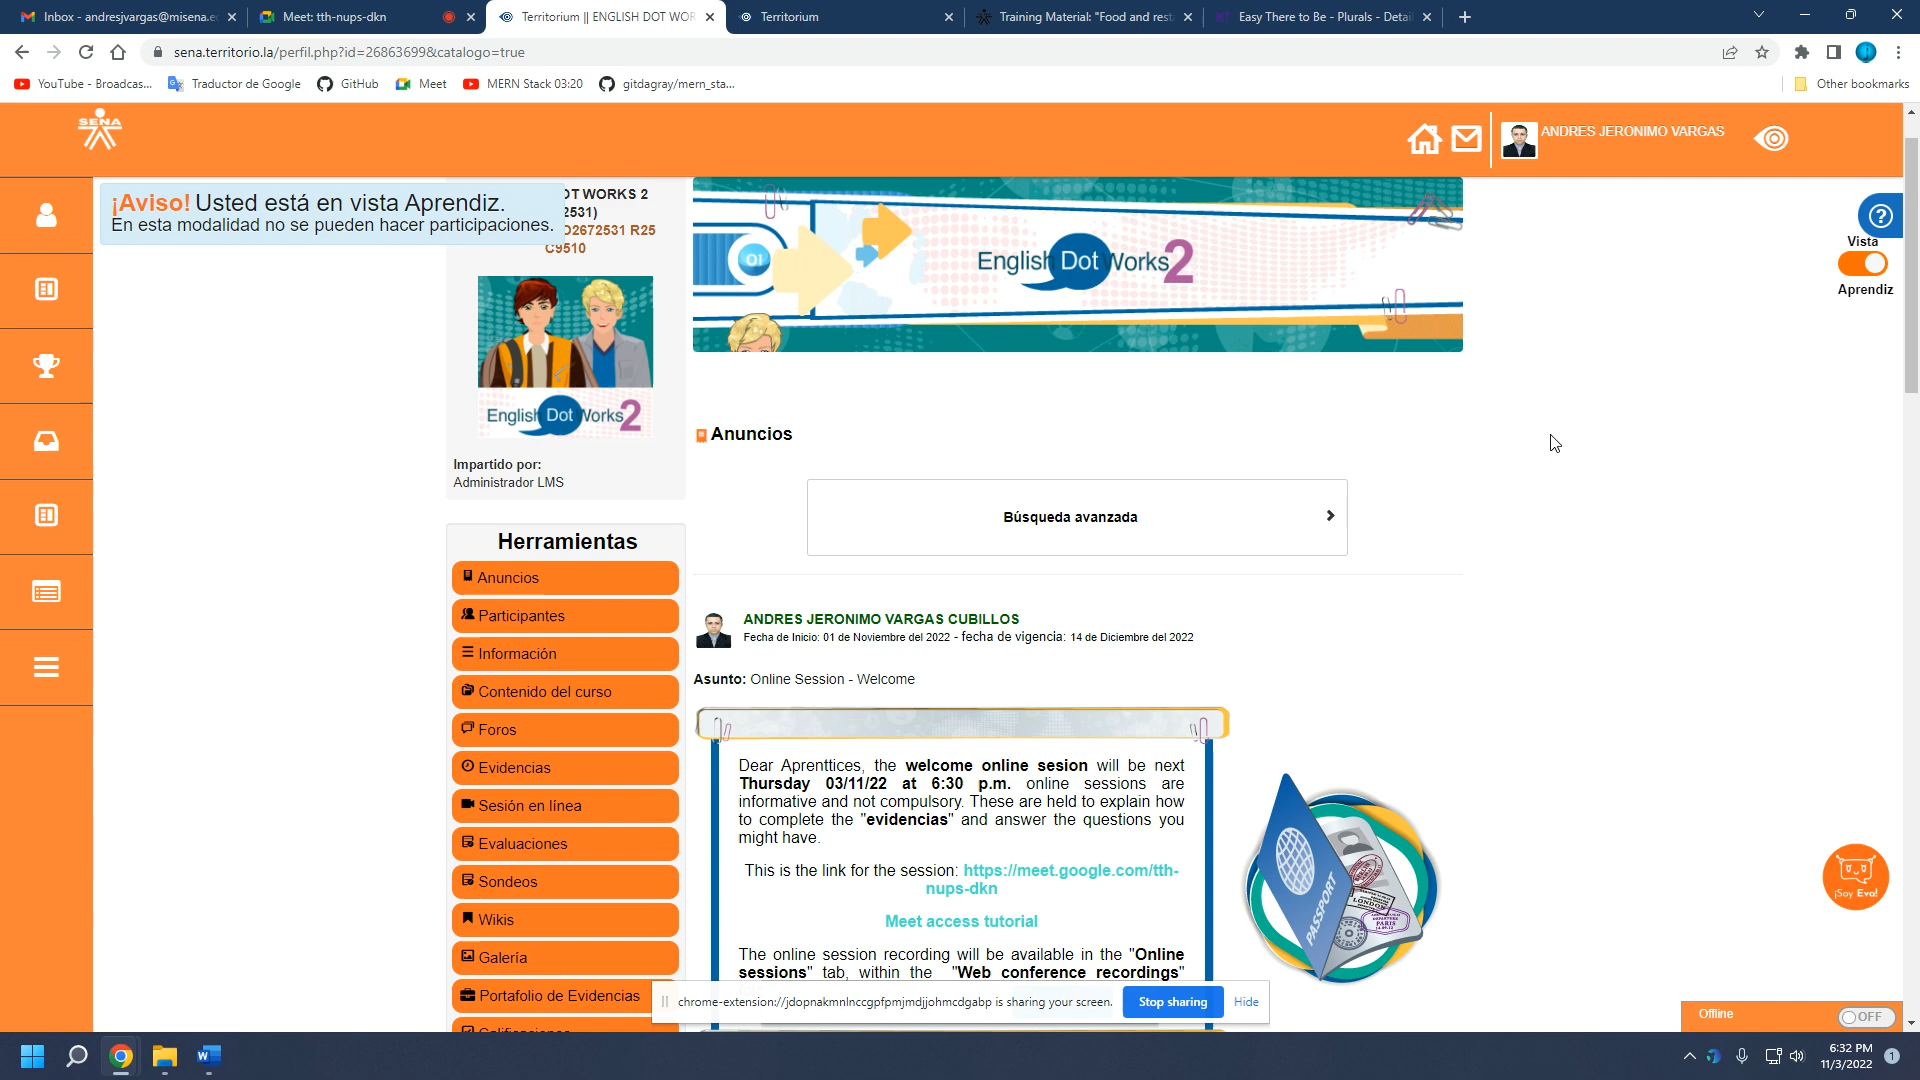 Inbox - andresjvargas@misena.e
Meet: tth-nups-dkn
Territorium || ENGLISH DOT WOR
Territorium
Training Material: "Food and rest
Easy There to Be - Plurals - Detail
sena.territorio.la/perfil.php?id=26863699&catalogo=true
YouTube - Broadcas...
Traductor de Google
GitHub
Meet
MERN Stack 03:20
gitdagray/mern_sta...
Other bookmarks
SENA
ANDRES JERONIMO VARGAS
¡Aviso! Usted está en vista Aprendiz.
En esta modalidad no se pueden hacer participaciones.
OT WORKS 2
2531)
O2672531 R25
C9510
English Dot Works 2
01
English Dot Works 2
Vista
Aprendiz
Impartido por:
Administrador LMS
Anuncios
Búsqueda avanzada
Herramientas
Anuncios
Participantes
Información
Contenido del curso
Foros
Evidencias
Sesión en línea
Evaluaciones
Sondeos
Wikis
Galería
Portafolio de Evidencias
Calificaciones
ANDRES JERONIMO VARGAS CUBILLOS
Fecha de Inicio: 01 de Noviembre del 2022 - fecha de vigencia: 14 de Diciembre del 2022
Asunto: Online Session - Welcome
Dear Aprenttices, the welcome online sesion will be next
Thursday 03/11/22 at 6:30 p.m. online sessions are
informative and not compulsory. These are held to explain how
to complete the "evidencias" and answer the questions you
might have.
This is the link for the session: https://meet.google.com/tth-
nups-dkn
Meet access tutorial
The online session recording will be available in the "Online
sessions" tab, within the "Web conference recordings"
PASSPORT
LONDON
PARIS
¡Soy Eva!
chrome-extension://jdopnakmnlnccgpfpmjmdjjohmcdgabp is sharing your screen.
Stop sharing
Hide
Offline
OFF
6:32 PM
11/3/2022
1